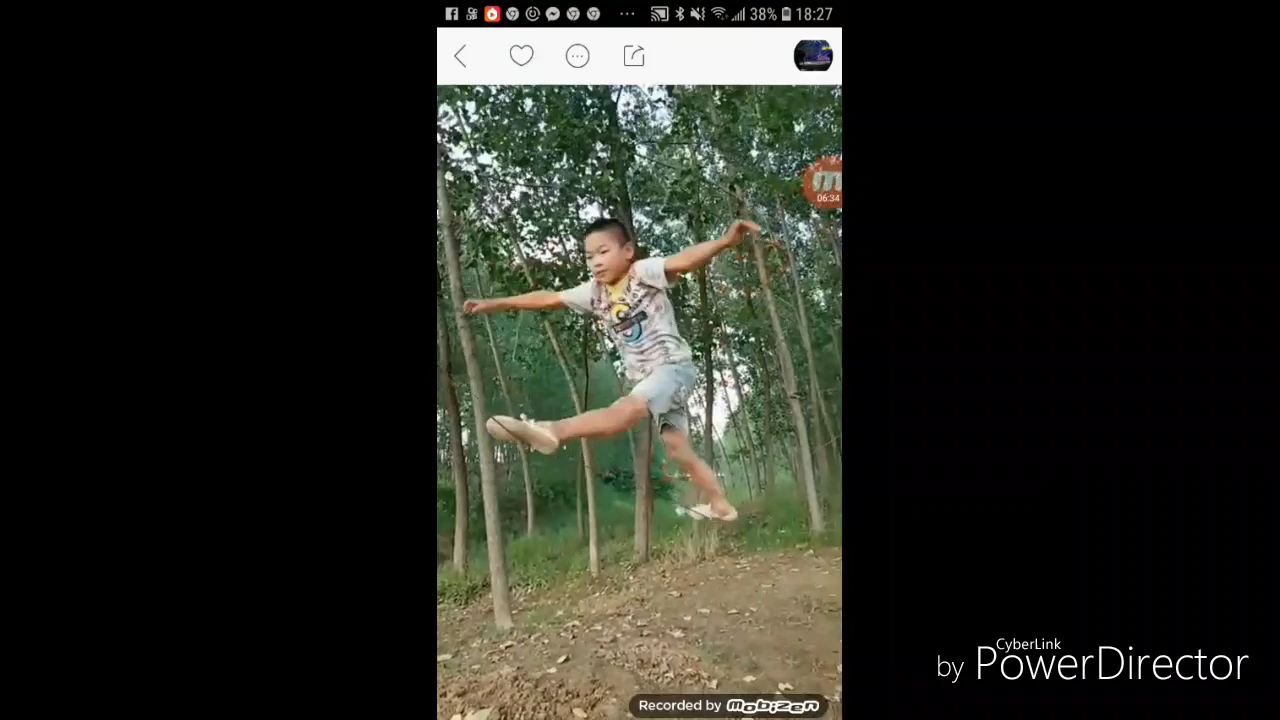 38% 18:27
06:34
CyberLink
by PowerDirector
Recorded by Mobizen